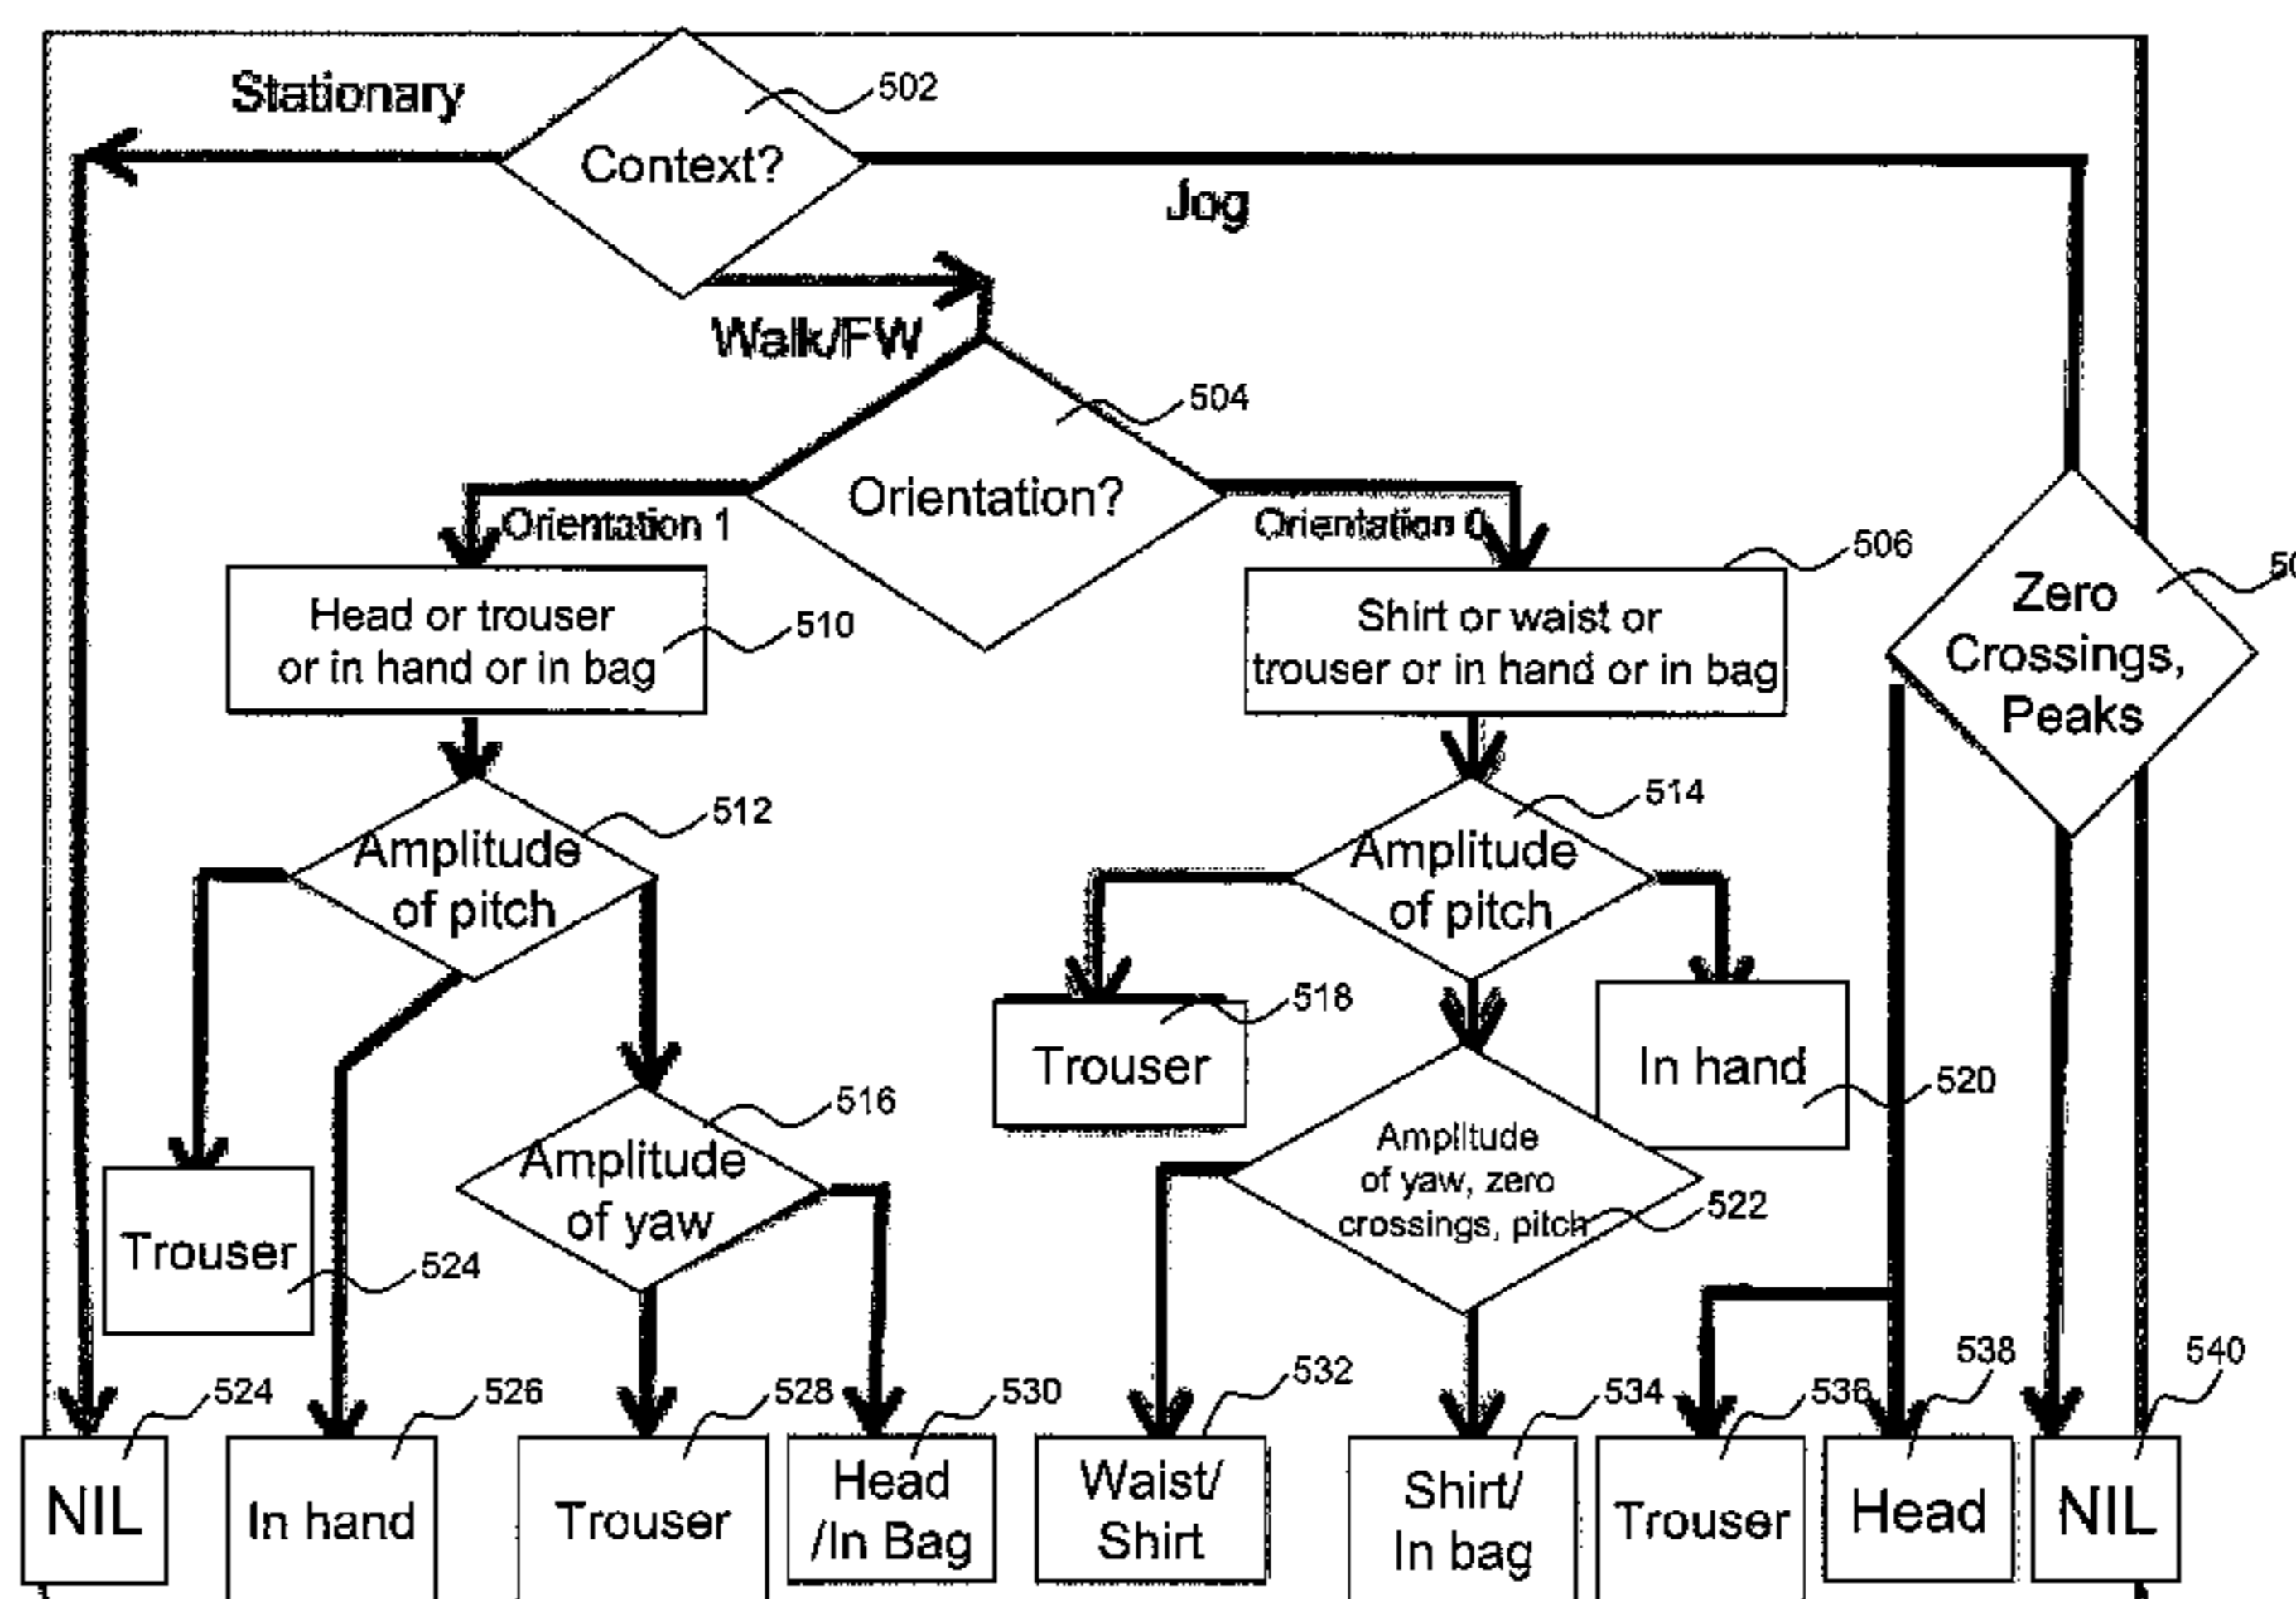 Stationary
502
Context?
Jog
Walk/FW
504
Orientation?
Orientation 1
Orientation 0
506
Head or trouser
or in hand or in bag
510
Shirt or waist or
trouser or in hand or in bag
Zero
Crossings,
Peaks
512
Amplitude
of pitch
514
Amplitude
of pitch
518
Trouser
In hand
520
516
Amplitude
of yaw
Amplitude
of yaw, zero
crossings, pitch
522
Trouser
524
524
NIL
526
In hand
528
Trouser
530
Head
/In Bag
532
Waist/
Shirt
534
Shirt/
In bag
536
Trouser
538
Head
540
NIL